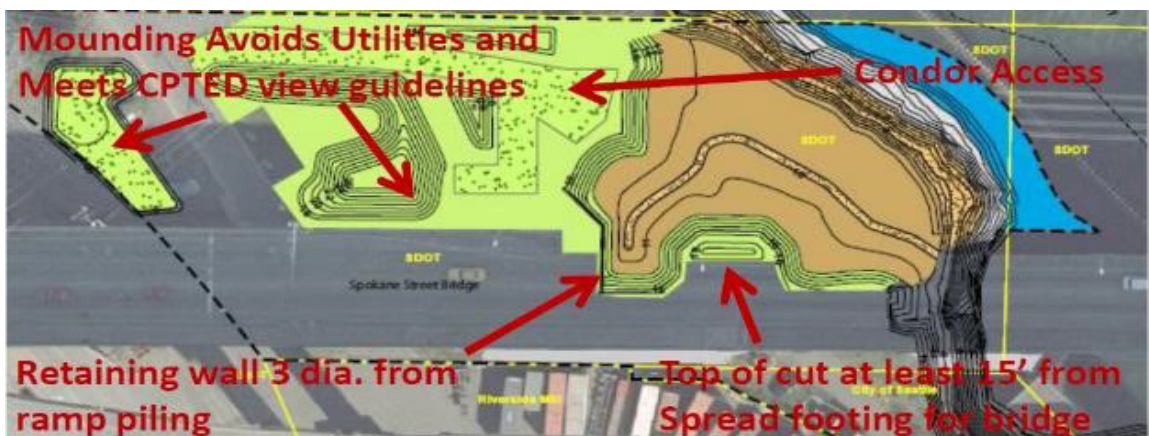 Mounding Avoids Utilities and
Meets CPTED view guidelines
Condor Access
SDOT
SDOT
SDOT
SDOT
Spokane Street Bridge
Retaining wall 3 dia. from
ramp piling
Top of cut at least 15’ from
Spread footing for bridge
Riverside Mill
City of Seattle